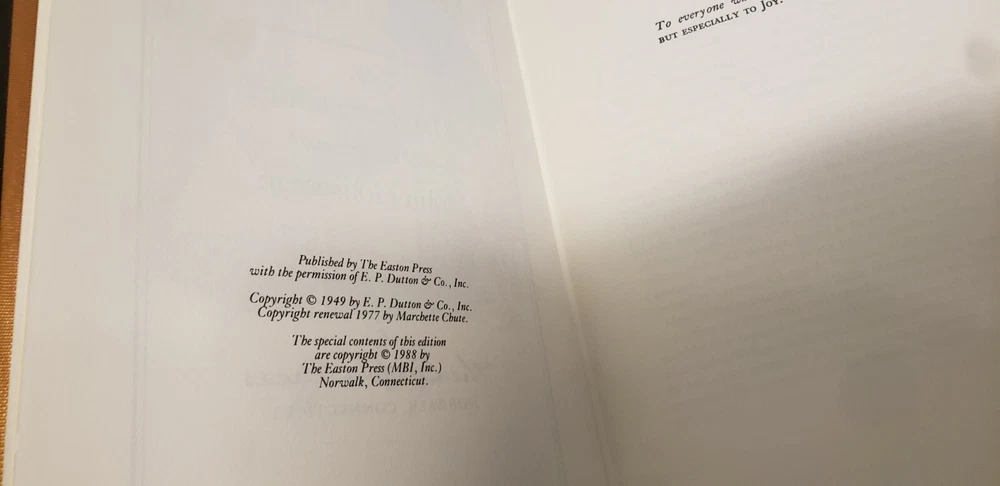 Published by The Easton Press
with the permission of E. P. Dutton & Co., Inc.
Copyright © 1949 by E. P. Dutton & Co., Inc.
Copyright renewal 1977 by Marchette Chute.
The special contents of this edition
are copyright © 1988 by
The Easton Press (MBI, Inc.)
Norwalk, Connecticut.
To everyone
BUT ESPECIALLY TO JOY.